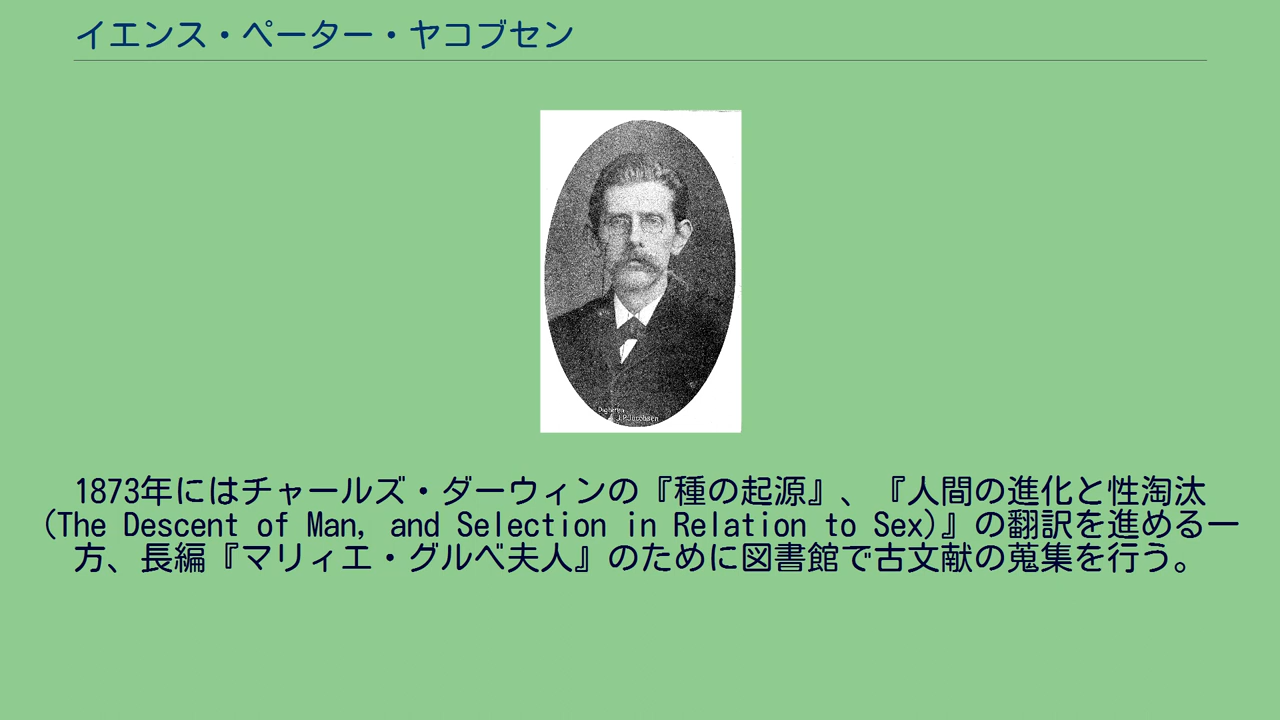 イエンス・ペーター・ヤコブセン
J.P.Jacobsen
1873年にはチャールズ・ダーウィンの『種の起源』、『人間の進化と性淘汰
(The Descent of Man, and Selection in Relation to Sex)』の翻訳を進める一
方、長編『マリィエ・グルベ夫人』のために図書館で古文献の蒐集を行う。